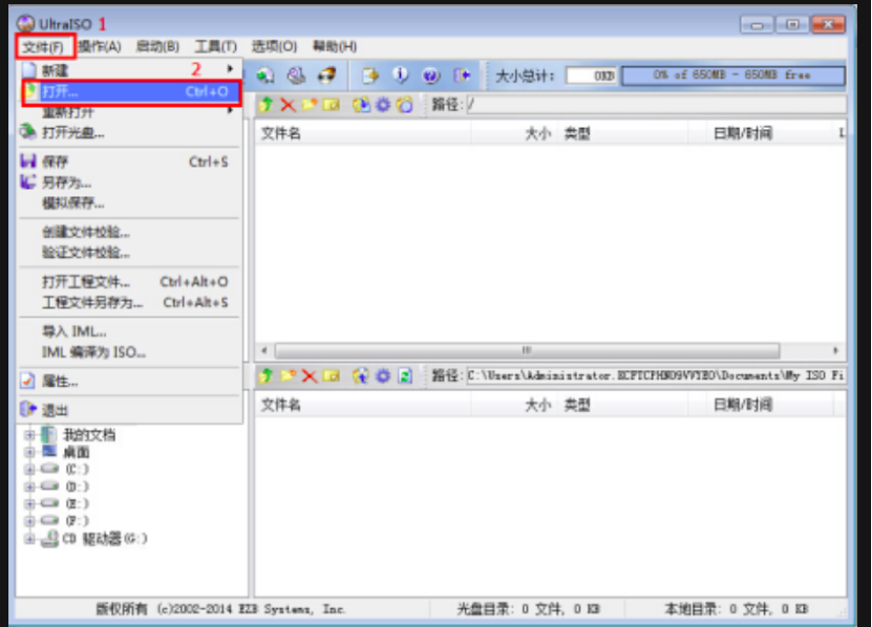 UltraISO 1
文件(F) 操作(A) 启动(B) 工具(T) 选项(O) 帮助(H)
新建 2
打开... Ctrl+O
重新打开
打开光盘...
保存 Ctrl+S
另存为...
模拟保存...
创建文件校验...
验证文件校验...
打开工程文件... Ctrl+Alt+O
工程文件另存为... Ctrl+Alt+S
导入 IML...
IML 编译为 ISO...
属性...
退出
大小总计: 0KB 0% of 650MB - 650MB free
路径: /
文件名 大小 类型 日期/时间 L
路径: C:\Users\Administrator.\Documents\My ISO Fi
文件名 大小 类型 日期/时间
我的文档
桌面
(C:)
(D:)
(E:)
(F:)
CD 驱动器(G:)
版权所有 (c)2002-2014 EZB Systems, Inc. 光盘目录: 0 文件, 0 KB 本地目录: 0 文件, 0 KB